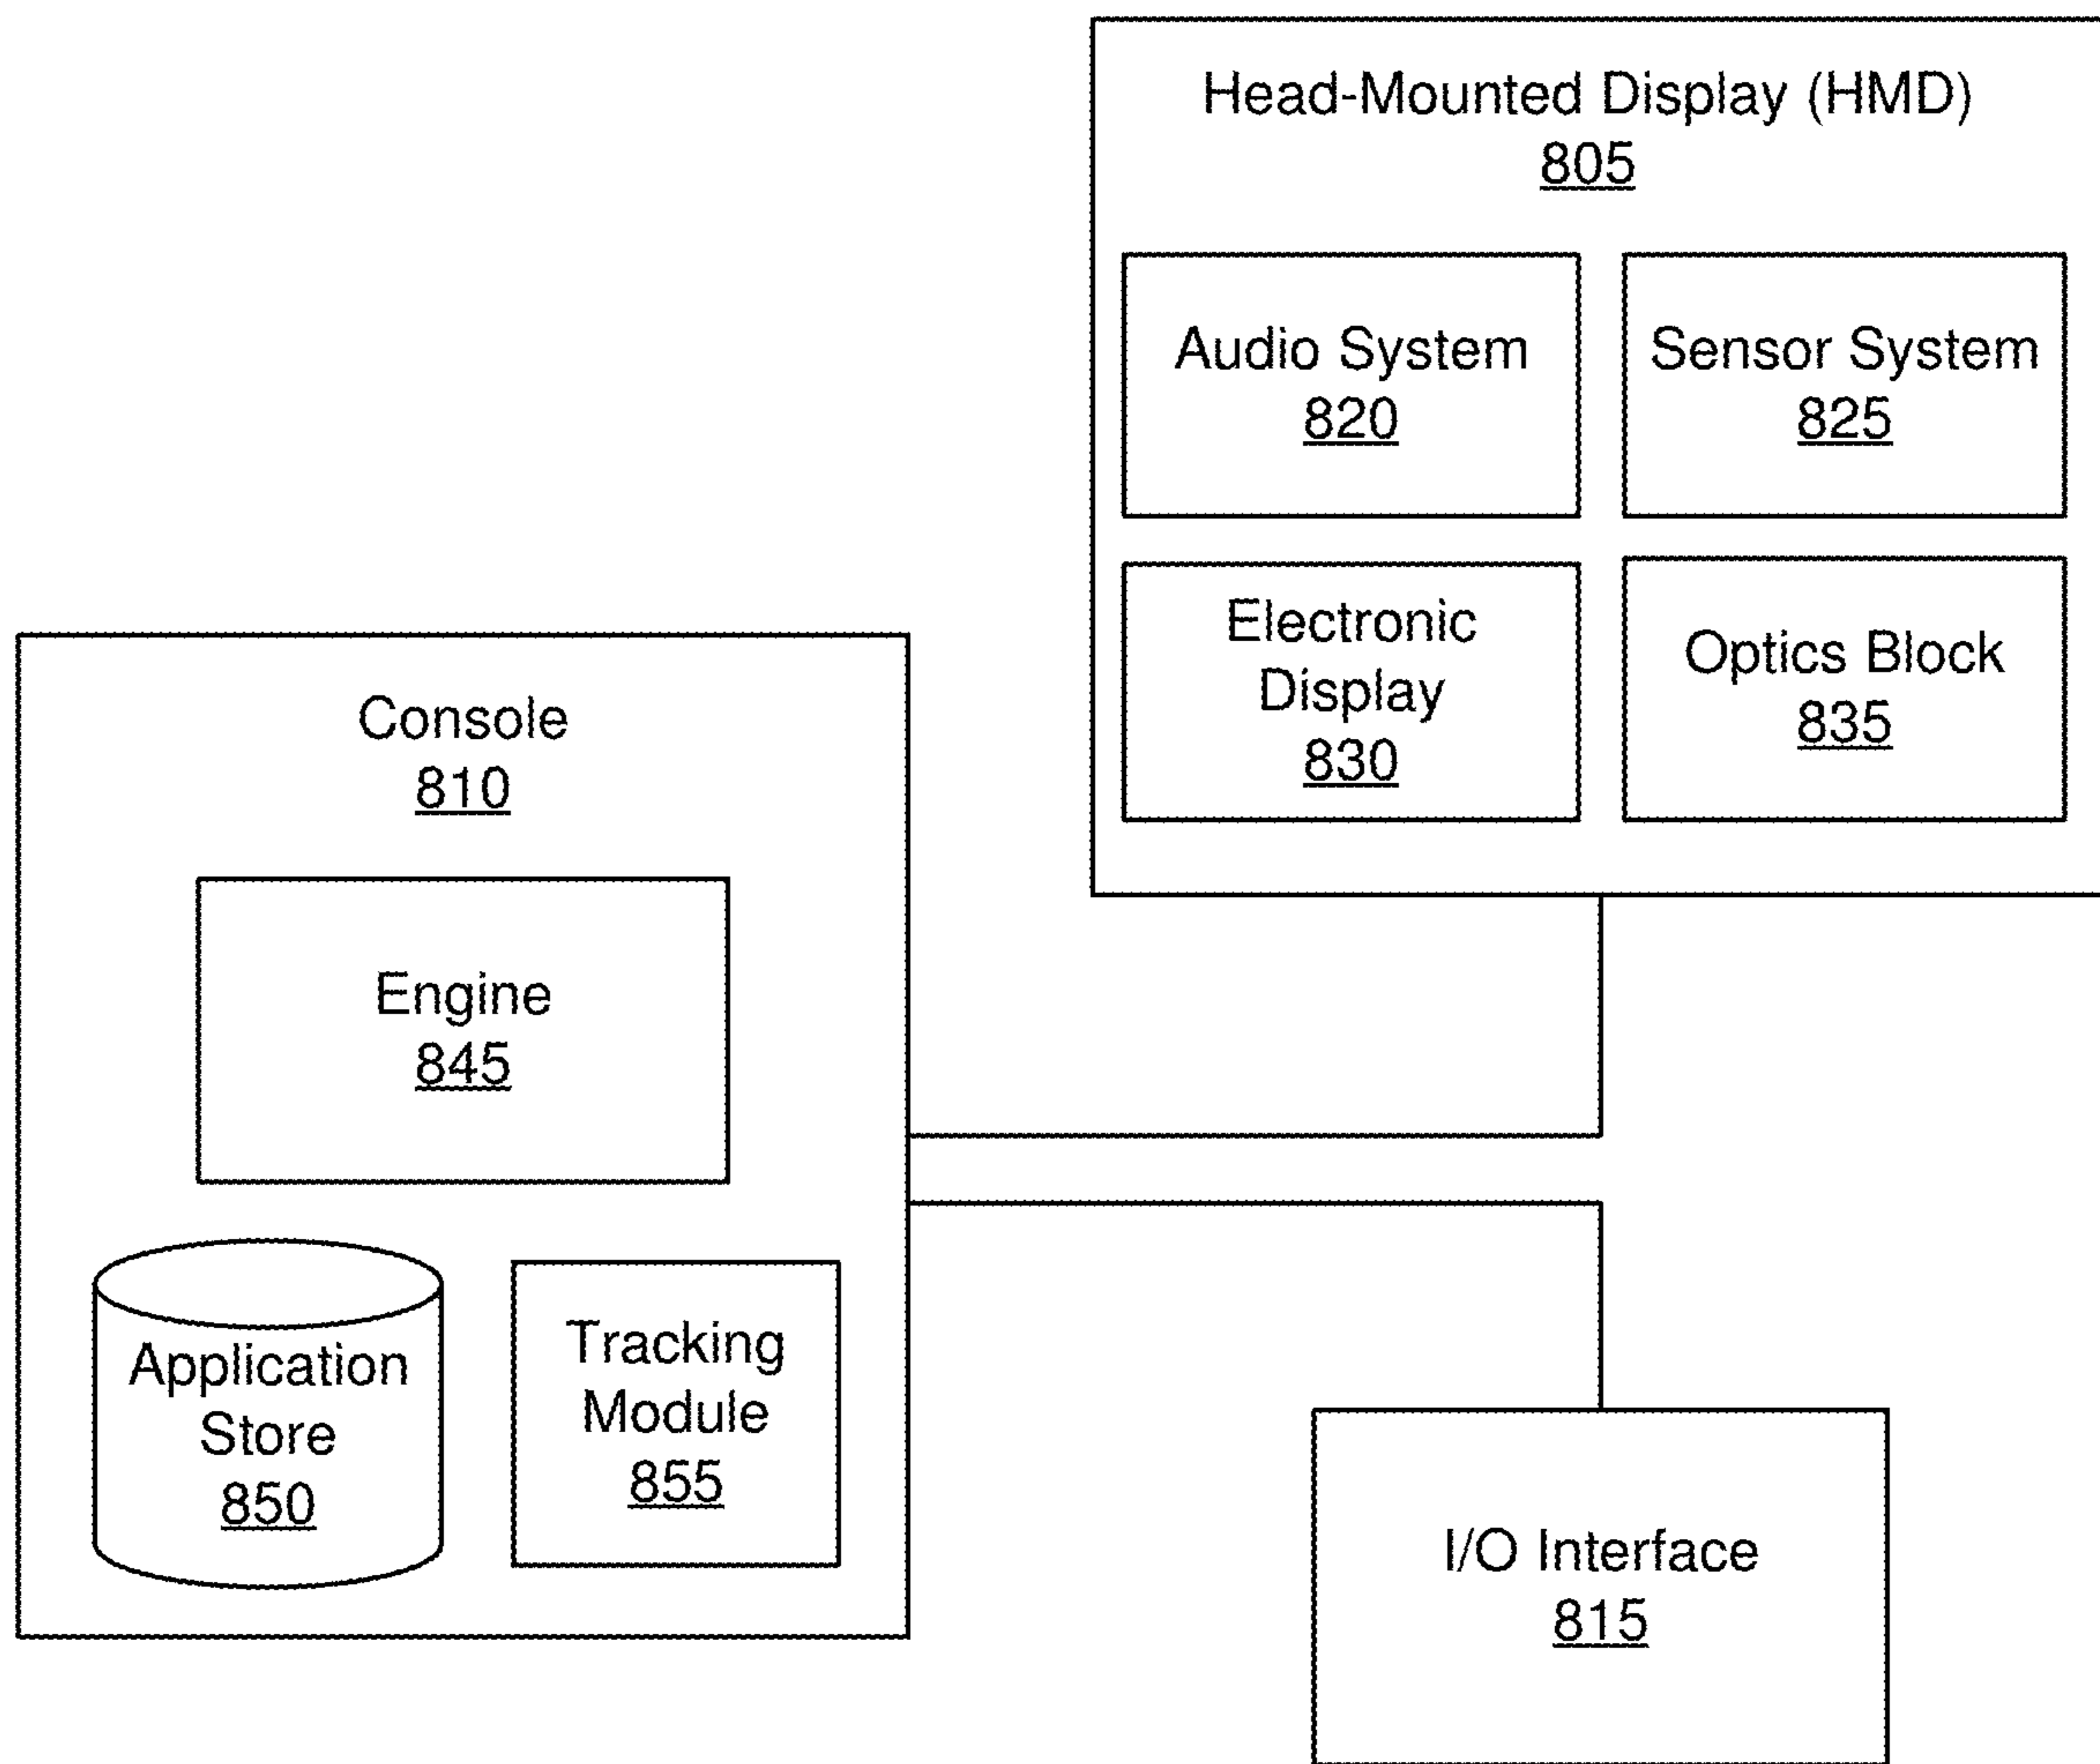 Head-Mounted Display (HMD)
805
Audio System
820
Sensor System
825
Electronic
Display
830
Optics Block
835
Console
810
Engine
845
Application
Store
850
Tracking
Module
855
I/O Interface
815